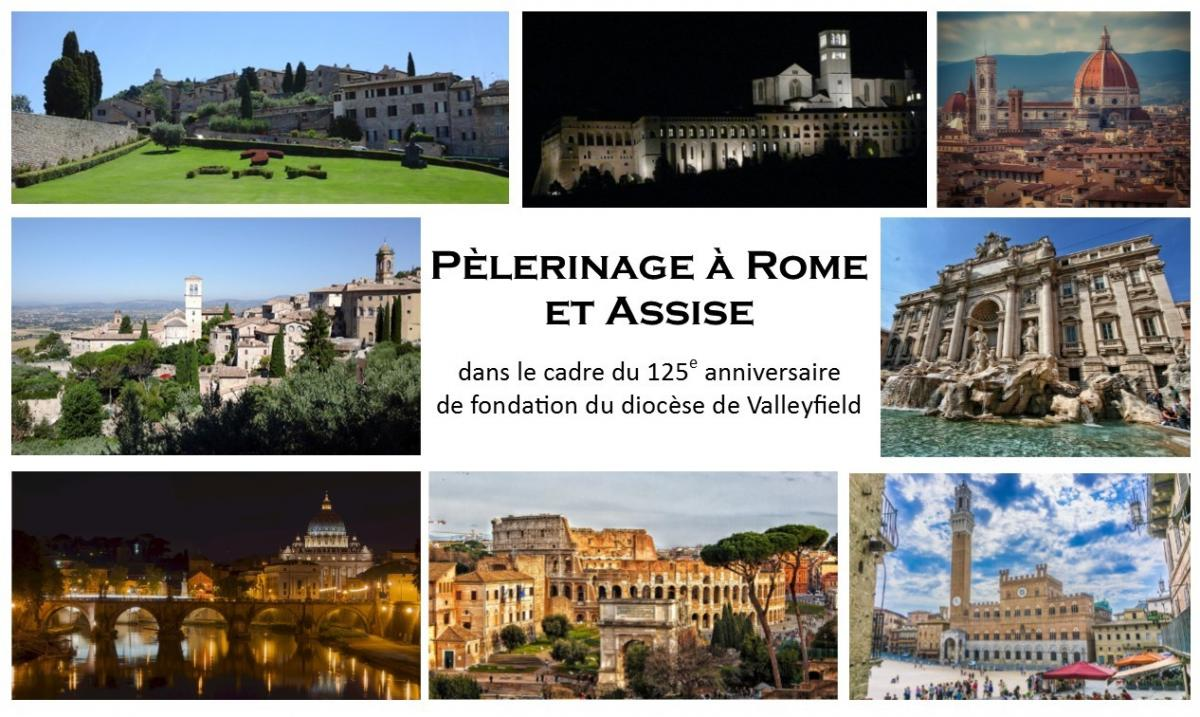 Pèlerinage à Rome
et Assise
dans le cadre du 125e anniversaire
de fondation du diocèse de Valleyfield